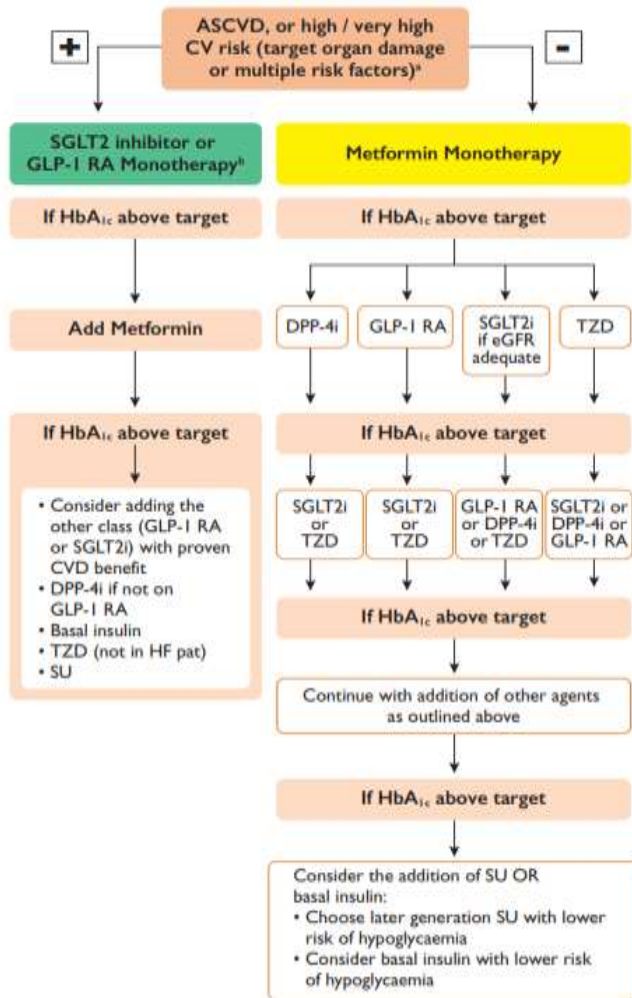 ASCVD, or high / very high
CV risk (target organ damage
or multiple risk factors)ᵃ
+
-
SGLT2 inhibitor or
GLP-1 RA Monotherapyᵇ
If HbA1c above target
Add Metformin
If HbA1c above target
• Consider adding the
other class (GLP-1 RA
or SGLT2i) with proven
CVD benefit
• DPP-4i if not on
GLP-1 RA
• Basal insulin
• TZD (not in HF pat)
• SU
Metformin Monotherapy
If HbA1c above target
DPP-4i
GLP-1 RA
SGLT2i
if eGFR
adequate
TZD
If HbA1c above target
SGLT2i
or
TZD
SGLT2i
or
TZD
GLP-1 RA
or DPP-4i
or TZD
SGLT2i or
DPP-4i or
GLP-1 RA
If HbA1c above target
Continue with addition of other agents
as outlined above
If HbA1c above target
Consider the addition of SU OR
basal insulin:
• Choose later generation SU with lower
risk of hypoglycaemia
• Consider basal insulin with lower risk
of hypoglycaemia